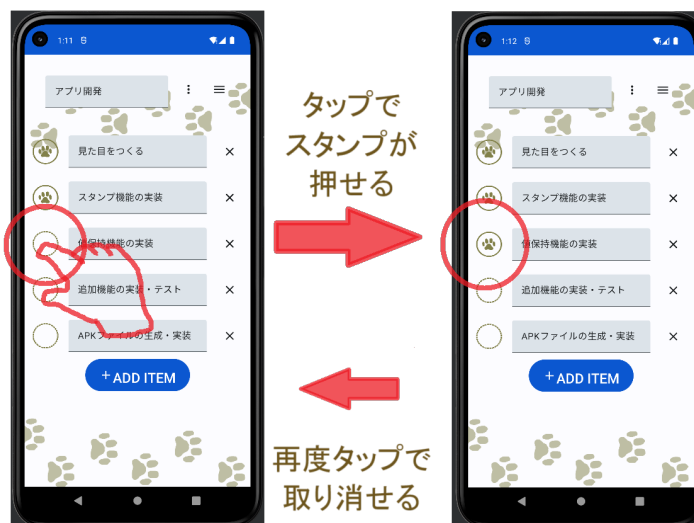 1:11
アプリ開発
見た目をつくる
スタンプ機能の実装
値保持機能の実装
追加機能の実装・テスト
APKファイルの生成・実装
+ ADD ITEM
タップで
スタンプが
押せる
再度タップで
取り消せる
1:12
アプリ開発
見た目をつくる
スタンプ機能の実装
値保持機能の実装
追加機能の実装・テスト
APKファイルの生成・実装
+ ADD ITEM